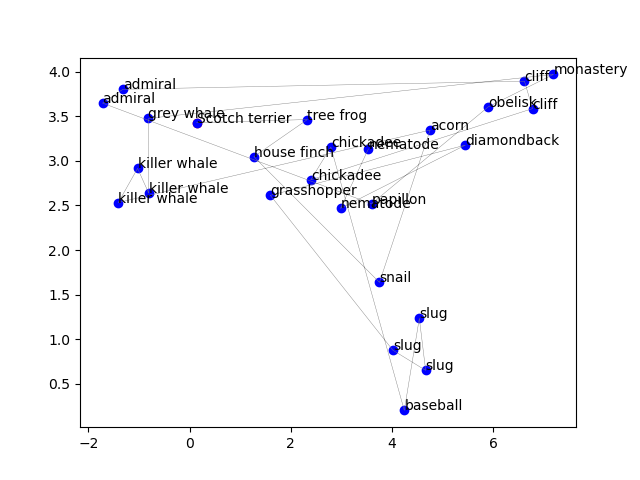 4.0
3.5
3.0
2.5
2.0
1.5
1.0
0.5
−2
0
2
4
6
monastery
cliff
admiral
admiral
obelisk
cliff
grey whale
scotch terrier
tree frog
acorn
chickadee
nematode
diamondback
house finch
killer whale
chickadee
killer whale
grasshopper
killer whale
nematode
papillon
snail
slug
slug
slug
baseball